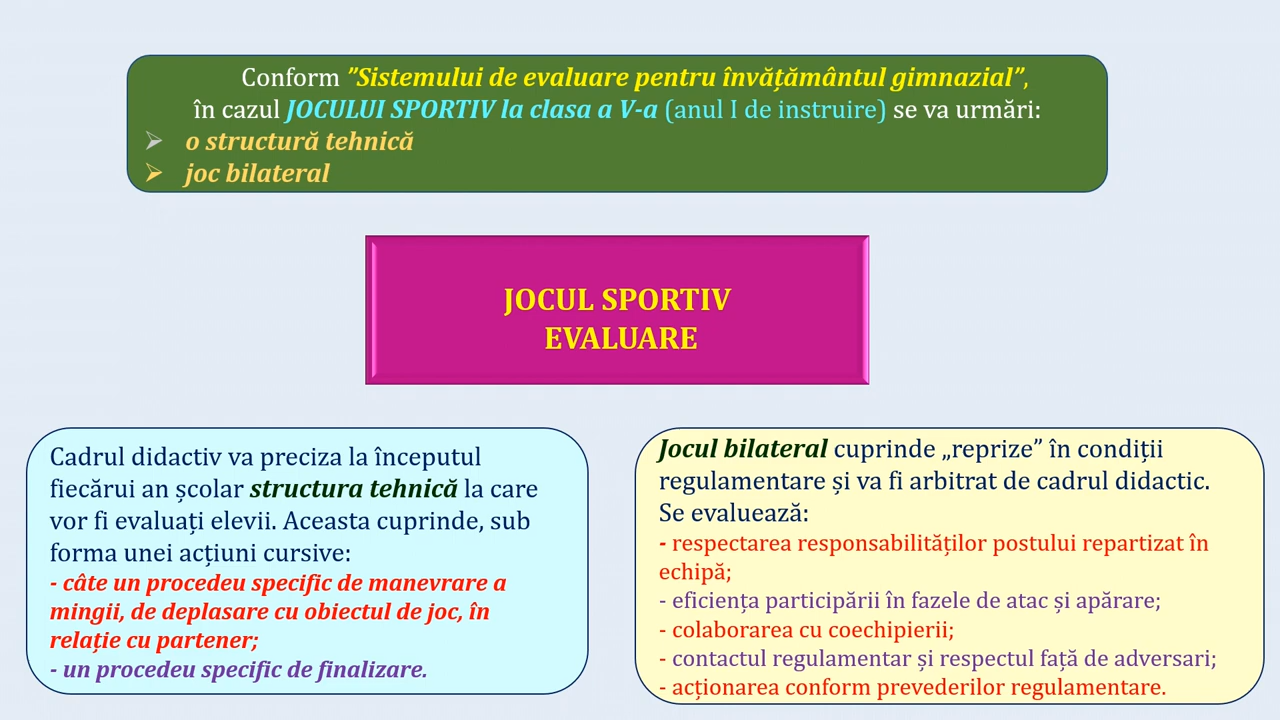 Conform ”Sistemului de evaluare pentru învățământul gimnazial”,
în cazul JOCULUI SPORTIV la clasa a V-a (anul I de instruire) se va urmări:
➢ o structură tehnică
➢ joc bilateral
JOCUL SPORTIV
EVALUARE
Cadrul didactiv va preciza la începutul
fiecărui an școlar structura tehnică la care
vor fi evaluați elevii. Aceasta cuprinde, sub
forma unei acțiuni cursive:
- câte un procedeu specific de manevrare a
mingii, de deplasare cu obiectul de joc, în
relație cu partener;
- un procedeu specific de finalizare.
Jocul bilateral cuprinde „reprize” în condiții
regulamentare și va fi arbitrat de cadrul didactic.
Se evaluează:
- respectarea responsabilităților postului repartizat în
echipă;
- eficiența participării în fazele de atac și apărare;
- colaborarea cu coechipierii;
- contactul regulamentar și respectul față de adversari;
- acționarea conform prevederilor regulamentare.